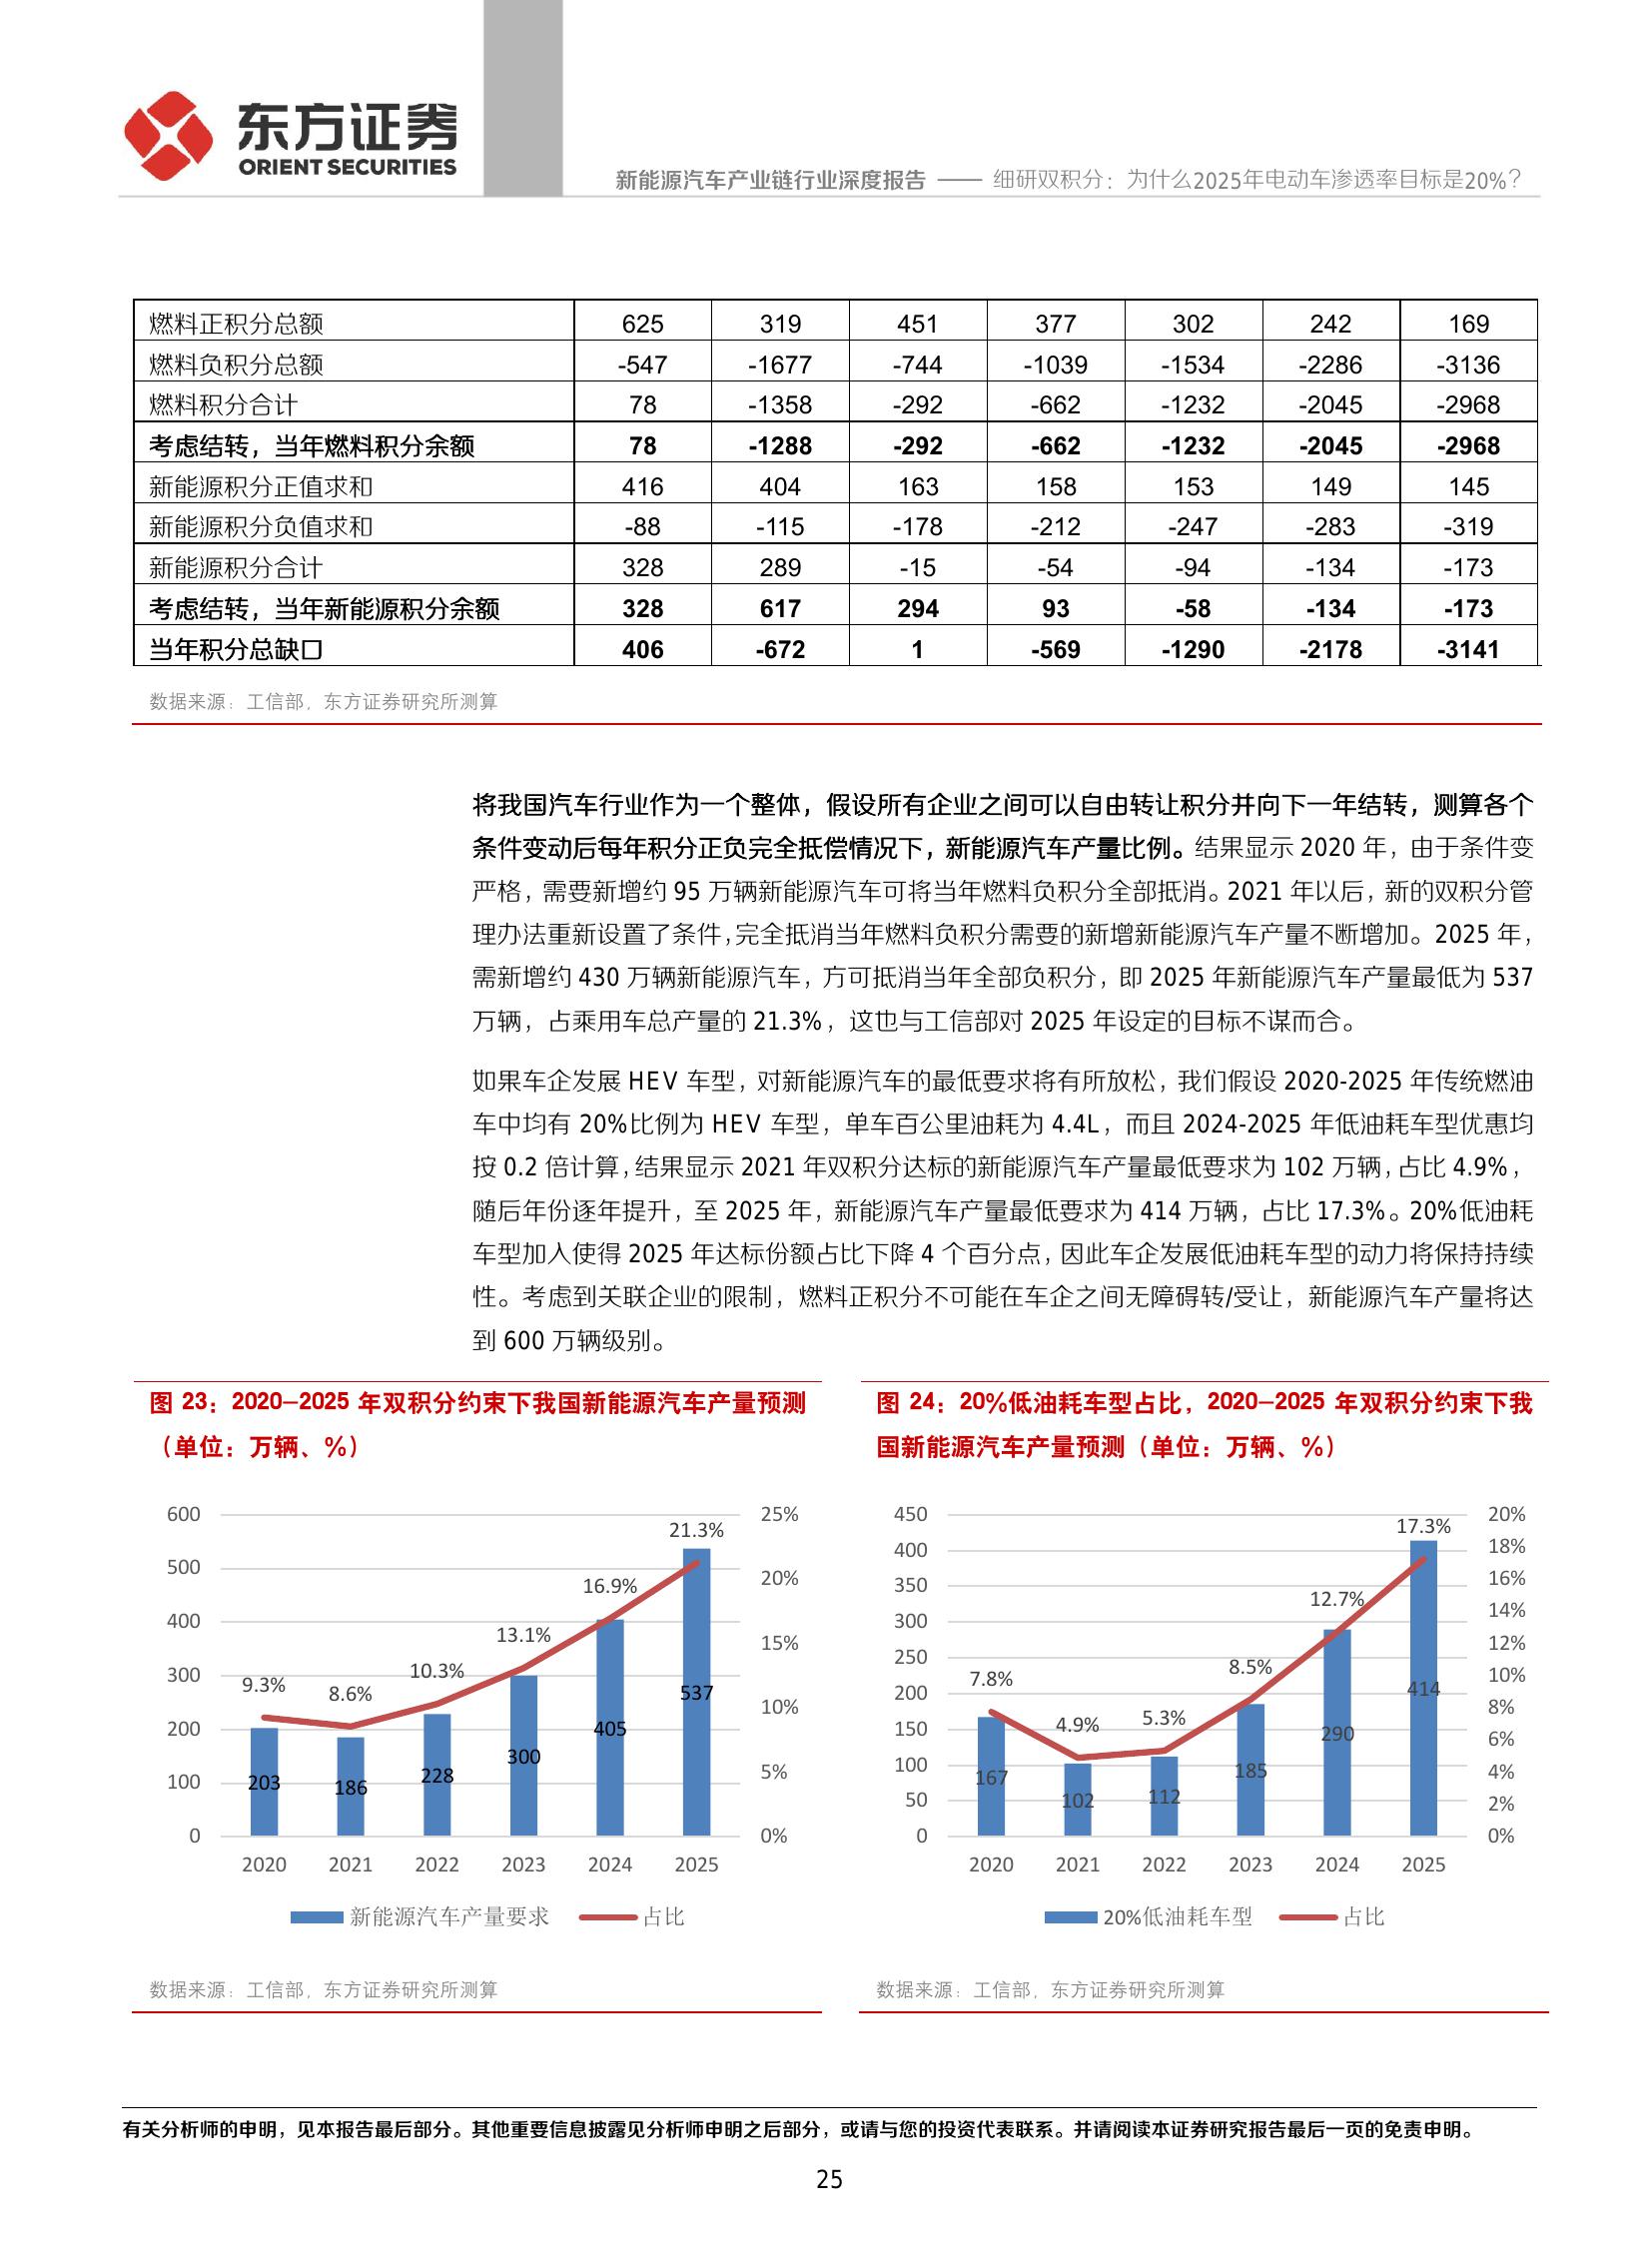 东方证券
ORIENT SECURITIES
新能源汽车产业链行业深度报告 —— 细研双积分：为什么2025年电动车渗透率目标是20%？
燃料正积分总额 625 319 451 377 302 242 169
燃料负积分总额 -547 -1677 -744 -1039 -1534 -2286 -3136
燃料积分合计 78 -1358 -292 -662 -1232 -2045 -2968
考虑结转，当年燃料积分余额 78 -1288 -292 -662 -1232 -2045 -2968
新能源积分正值求和 416 404 163 158 153 149 145
新能源积分负值求和 -88 -115 -178 -212 -247 -283 -319
新能源积分合计 328 289 -15 -54 -94 -134 -173
考虑结转，当年新能源积分余额 328 617 294 93 -58 -134 -173
当年积分总缺口 406 -672 1 -569 -1290 -2178 -3141
数据来源：工信部，东方证券研究所测算
将我国汽车行业作为一个整体，假设所有企业之间可以自由转让积分并向下一年结转，测算各个
条件变动后每年积分正负完全抵偿情况下，新能源汽车产量比例。结果显示 2020 年，由于条件变
严格，需要新增约 95 万辆新能源汽车可将当年燃料负积分全部抵消。2021 年以后，新的双积分管
理办法重新设置了条件，完全抵消当年燃料负积分需要的新增新能源汽车产量不断增加。2025 年，
需新增约 430 万辆新能源汽车，方可抵消当年全部负积分，即 2025 年新能源汽车产量最低为 537
万辆，占乘用车总产量的 21.3%，这也与工信部对 2025 年设定的目标不谋而合。
如果车企发展 HEV 车型，对新能源汽车的最低要求将有所放松，我们假设 2020-2025 年传统燃油
车中均有 20%比例为 HEV 车型，单车百公里油耗为 4.4L，而且 2024-2025 年低油耗车型优惠均
按 0.2 倍计算，结果显示 2021 年双积分达标的新能源汽车产量最低要求为 102 万辆，占比 4.9%，
随后年份逐年提升，至 2025 年，新能源汽车产量最低要求为 414 万辆，占比 17.3%。20%低油耗
车型加入使得 2025 年达标份额占比下降 4 个百分点，因此车企发展低油耗车型的动力将保持持续
性。考虑到关联企业的限制，燃料正积分不可能在车企之间无障碍转/受让，新能源汽车产量将达
到 600 万辆级别。
图 23：2020–2025 年双积分约束下我国新能源汽车产量预测
（单位：万辆、%）
600 500 400 300 200 100 0
25% 20% 15% 10% 5% 0%
9.3% 8.6% 10.3% 13.1% 16.9% 21.3%
203 186 228 300 405 537
2020 2021 2022 2023 2024 2025
新能源汽车产量要求 占比
数据来源：工信部，东方证券研究所测算
图 24：20%低油耗车型占比，2020–2025 年双积分约束下我
国新能源汽车产量预测（单位：万辆、%）
450 400 350 300 250 200 150 100 50 0
20% 18% 16% 14% 12% 10% 8% 6% 4% 2% 0%
7.8% 4.9% 5.3% 8.5% 12.7% 17.3%
167 102 112 185 290 414
2020 2021 2022 2023 2024 2025
20%低油耗车型 占比
数据来源：工信部，东方证券研究所测算
有关分析师的申明，见本报告最后部分。其他重要信息披露见分析师申明之后部分，或请与您的投资代表联系。并请阅读本证券研究报告最后一页的免责申明。
25